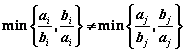 min{a_i/b_i, b_i/a_i} ≠ min{a_j/b_j, b_j/a_j}